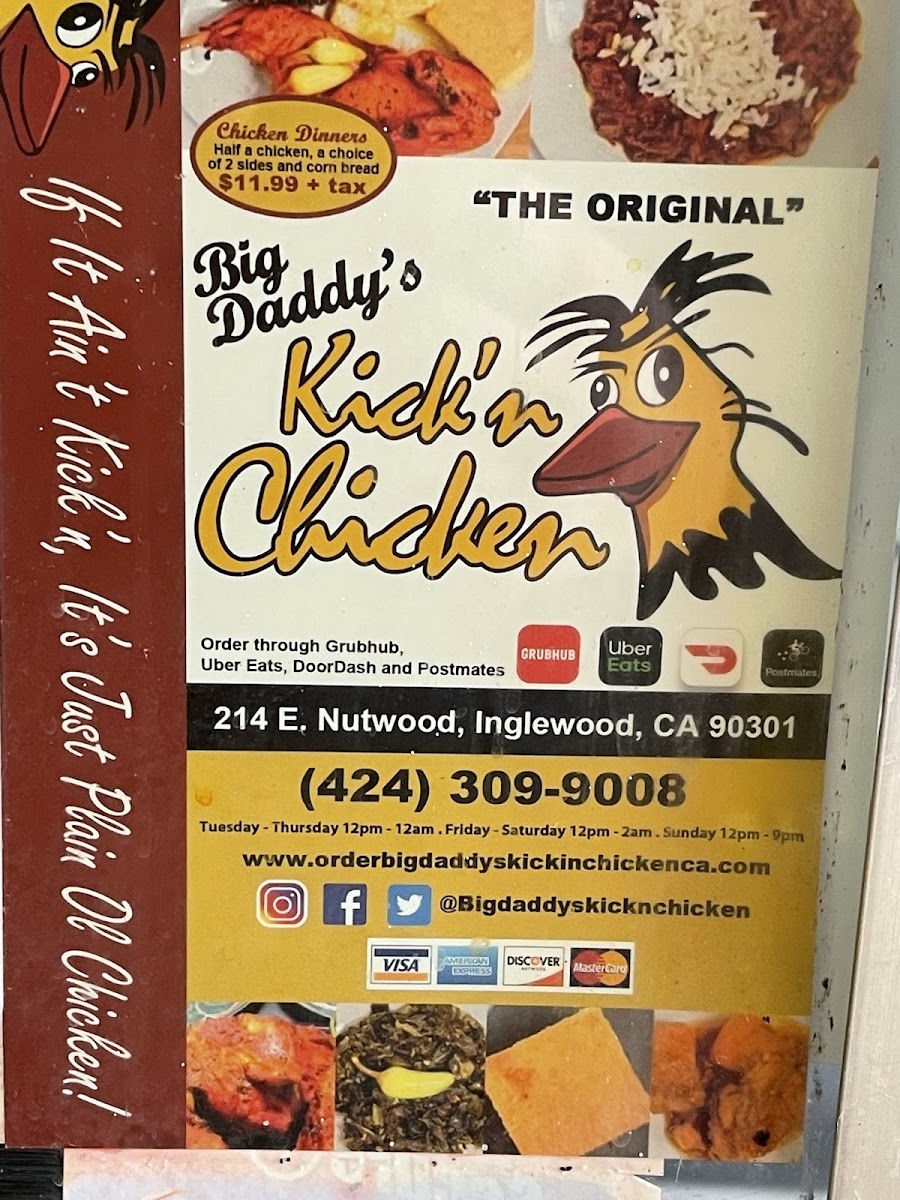 Chicken Dinners
Half a chicken, a choice
of 2 sides and corn bread
$11.99 + tax
"THE ORIGINAL"
Big
Daddy's
Kick'n
Chicken
If It Ain't Kick'n, It's Just Plain Ol Chicken!
Order through Grubhub,
Uber Eats, DoorDash and Postmates
GRUBHUB
Uber
Eats
Postmates
214 E. Nutwood, Inglewood, CA 90301
(424) 309-9008
Tuesday - Thursday 12pm - 12am . Friday - Saturday 12pm - 2am . Sunday 12pm - 9pm
www.orderbigdaddyskickinchickenca.com
@Bigdaddyskicknchicken
VISA
AMERICAN
EXPRESS
DISCOVER
NETWORK
MasterCard